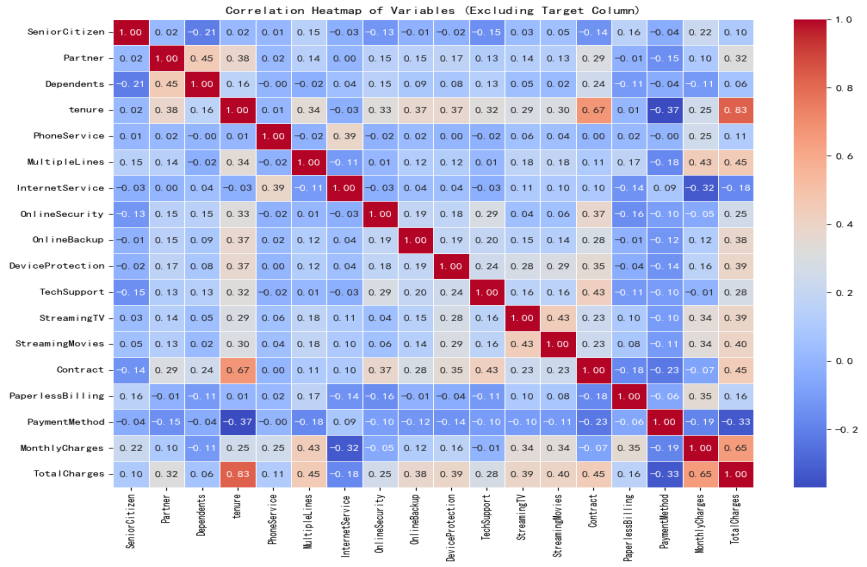 Correlation Heatmap of Variables (Excluding Target Column)
SeniorCitizen 1.00 0.02 -0.21 0.02 0.01 0.15 -0.03 -0.13 -0.01 -0.02 -0.15 0.03 0.05 -0.14 0.16 -0.04 0.22 0.10
Partner 0.02 1.00 0.45 0.38 0.02 0.14 0.00 0.15 0.15 0.17 0.13 0.14 0.13 0.29 -0.01 -0.15 0.10 0.32
Dependents -0.21 0.45 1.00 0.16 -0.00 -0.02 0.04 0.15 0.09 0.08 0.13 0.05 0.02 0.24 -0.11 -0.04 -0.11 0.06
tenure 0.02 0.38 0.16 1.00 0.01 0.34 -0.03 0.33 0.37 0.37 0.32 0.29 0.30 0.67 0.01 -0.37 0.25 0.83
PhoneService 0.01 0.02 -0.00 0.01 1.00 -0.02 0.39 -0.02 0.02 0.00 -0.02 0.06 0.04 0.00 0.02 -0.00 0.25 0.11
MultipleLines 0.15 0.14 -0.02 0.34 -0.02 1.00 -0.11 0.01 0.12 0.12 0.01 0.18 0.18 0.11 0.17 -0.18 0.43 0.45
InternetService -0.03 0.00 0.04 -0.03 0.39 -0.11 1.00 -0.03 0.04 0.04 -0.03 0.11 0.10 0.10 -0.14 0.09 -0.32 -0.18
OnlineSecurity -0.13 0.15 0.15 0.33 -0.02 0.01 -0.03 1.00 0.19 0.18 0.29 0.04 0.06 0.37 -0.16 -0.10 -0.05 0.25
OnlineBackup -0.01 0.15 0.09 0.37 0.02 0.12 0.04 0.19 1.00 0.19 0.20 0.15 0.14 0.28 -0.01 -0.12 0.12 0.38
DeviceProtection -0.02 0.17 0.08 0.37 0.00 0.12 0.04 0.18 0.19 1.00 0.24 0.28 0.29 0.35 -0.04 -0.14 0.16 0.39
TechSupport -0.15 0.13 0.13 0.32 -0.02 0.01 -0.03 0.29 0.20 0.24 1.00 0.16 0.16 0.43 -0.11 -0.10 -0.01 0.28
StreamingTV 0.03 0.14 0.05 0.29 0.06 0.18 0.11 0.04 0.15 0.28 0.16 1.00 0.43 0.23 0.10 -0.10 0.34 0.39
StreamingMovies 0.05 0.13 0.02 0.30 0.04 0.18 0.10 0.06 0.14 0.29 0.16 0.43 1.00 0.23 0.08 -0.11 0.34 0.40
Contract -0.14 0.29 0.24 0.67 0.00 0.11 0.10 0.37 0.28 0.35 0.43 0.23 0.23 1.00 -0.18 -0.23 -0.07 0.45
PaperlessBilling 0.16 -0.01 -0.11 0.01 0.02 0.17 -0.14 -0.16 -0.01 -0.04 -0.11 0.10 0.08 -0.18 1.00 -0.06 0.35 0.16
PaymentMethod -0.04 -0.15 -0.04 -0.37 -0.00 -0.18 0.09 -0.10 -0.12 -0.14 -0.10 -0.10 -0.11 -0.23 -0.06 1.00 -0.19 -0.33
MonthlyCharges 0.22 0.10 -0.11 0.25 0.25 0.43 -0.32 -0.05 0.12 0.16 -0.01 0.34 0.34 -0.07 0.35 -0.19 1.00 0.65
TotalCharges 0.10 0.32 0.06 0.83 0.11 0.45 -0.18 0.25 0.38 0.39 0.28 0.39 0.40 0.45 0.16 -0.33 0.65 1.00
SeniorCitizen Partner Dependents tenure PhoneService MultipleLines InternetService OnlineSecurity OnlineBackup DeviceProtection TechSupport StreamingTV StreamingMovies Contract PaperlessBilling PaymentMethod MonthlyCharges TotalCharges
1.0
0.8
0.6
0.4
0.2
0.0
-0.2